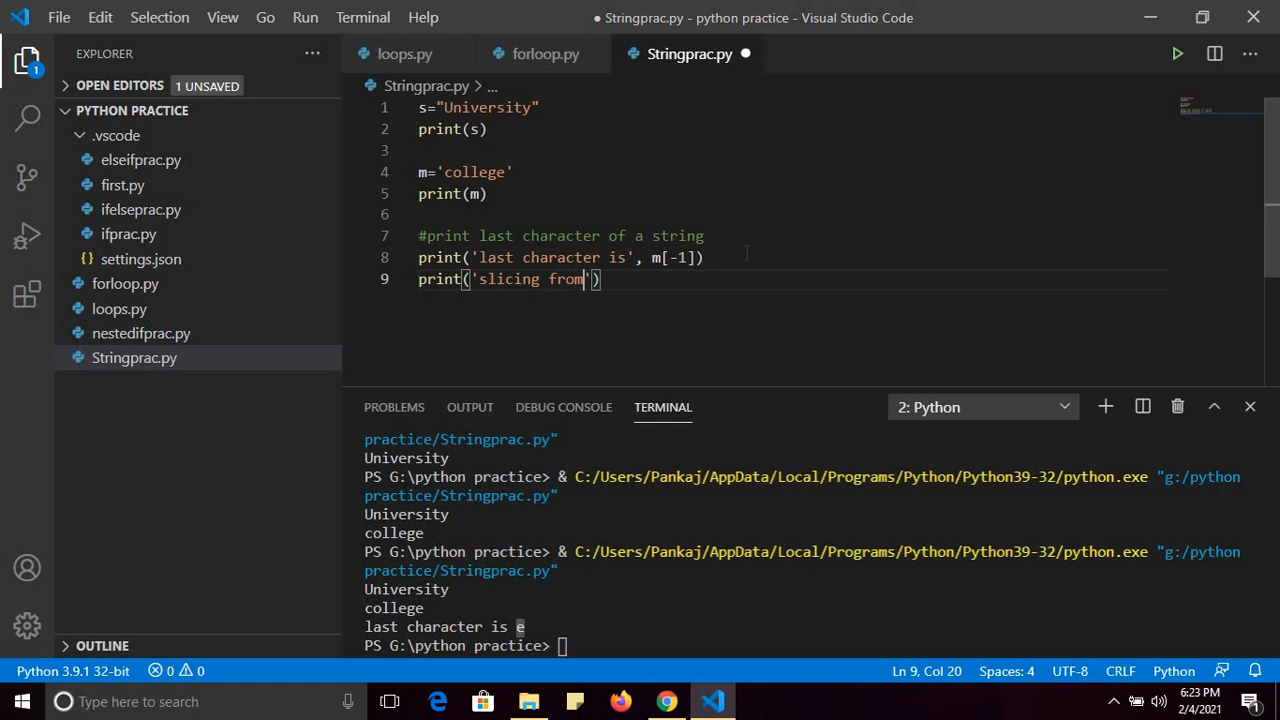 File Edit Selection View Go Run Terminal Help
● Stringprac.py - python practice - Visual Studio Code
EXPLORER
loops.py
forloop.py
Stringprac.py
OPEN EDITORS 1 UNSAVED
Stringprac.py > ...
PYTHON PRACTICE
.vscode
elseifprac.py
first.py
ifelseprac.py
ifprac.py
settings.json
forloop.py
loops.py
nestedifprac.py
Stringprac.py
OUTLINE
1 s="University"
2 print(s)
3
4 m='college'
5 print(m)
6
7 #print last character of a string
8 print('last character is', m[-1])
9 print('slicing from')
PROBLEMS OUTPUT DEBUG CONSOLE TERMINAL 2: Python
practice/Stringprac.py"
University
PS G:\python practice> & C:/Users/Pankaj/AppData/Local/Programs/Python/Python39-32/python.exe "g:/python
practice/Stringprac.py"
University
college
PS G:\python practice> & C:/Users/Pankaj/AppData/Local/Programs/Python/Python39-32/python.exe "g:/python
practice/Stringprac.py"
University
college
last character is e
PS G:\python practice>
Python 3.9.1 32-bit 0 0 Ln 9, Col 20 Spaces: 4 UTF-8 CRLF Python
Type here to search
6:23 PM
2/4/2021
1
1